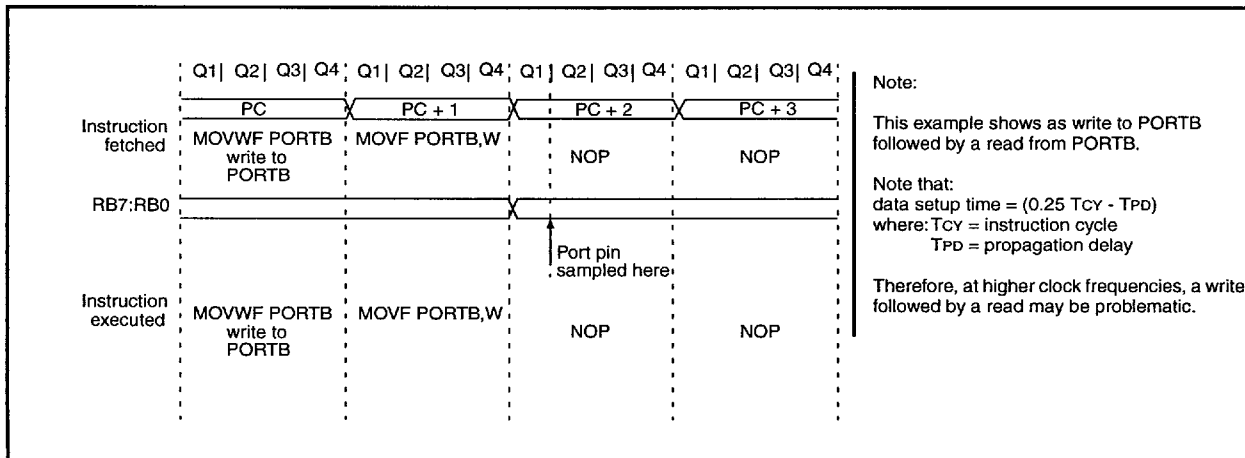 Q1| Q2| Q3| Q4 Q1| Q2| Q3| Q4 Q1| Q2| Q3| Q4 Q1| Q2| Q3| Q4
PC PC + 1 PC + 2 PC + 3
Instruction
fetched
MOVWF PORTB
write to
PORTB
MOVF PORTB,W
NOP
NOP
RB7:RB0
Port pin
sampled here
Instruction
executed
MOVWF PORTB
write to
PORTB
MOVF PORTB,W
NOP
NOP
Note:
This example shows as write to PORTB
followed by a read from PORTB.
Note that:
data setup time = (0.25 TCY - TPD)
where: TCY = instruction cycle
TPD = propagation delay
Therefore, at higher clock frequencies, a write
followed by a read may be problematic.